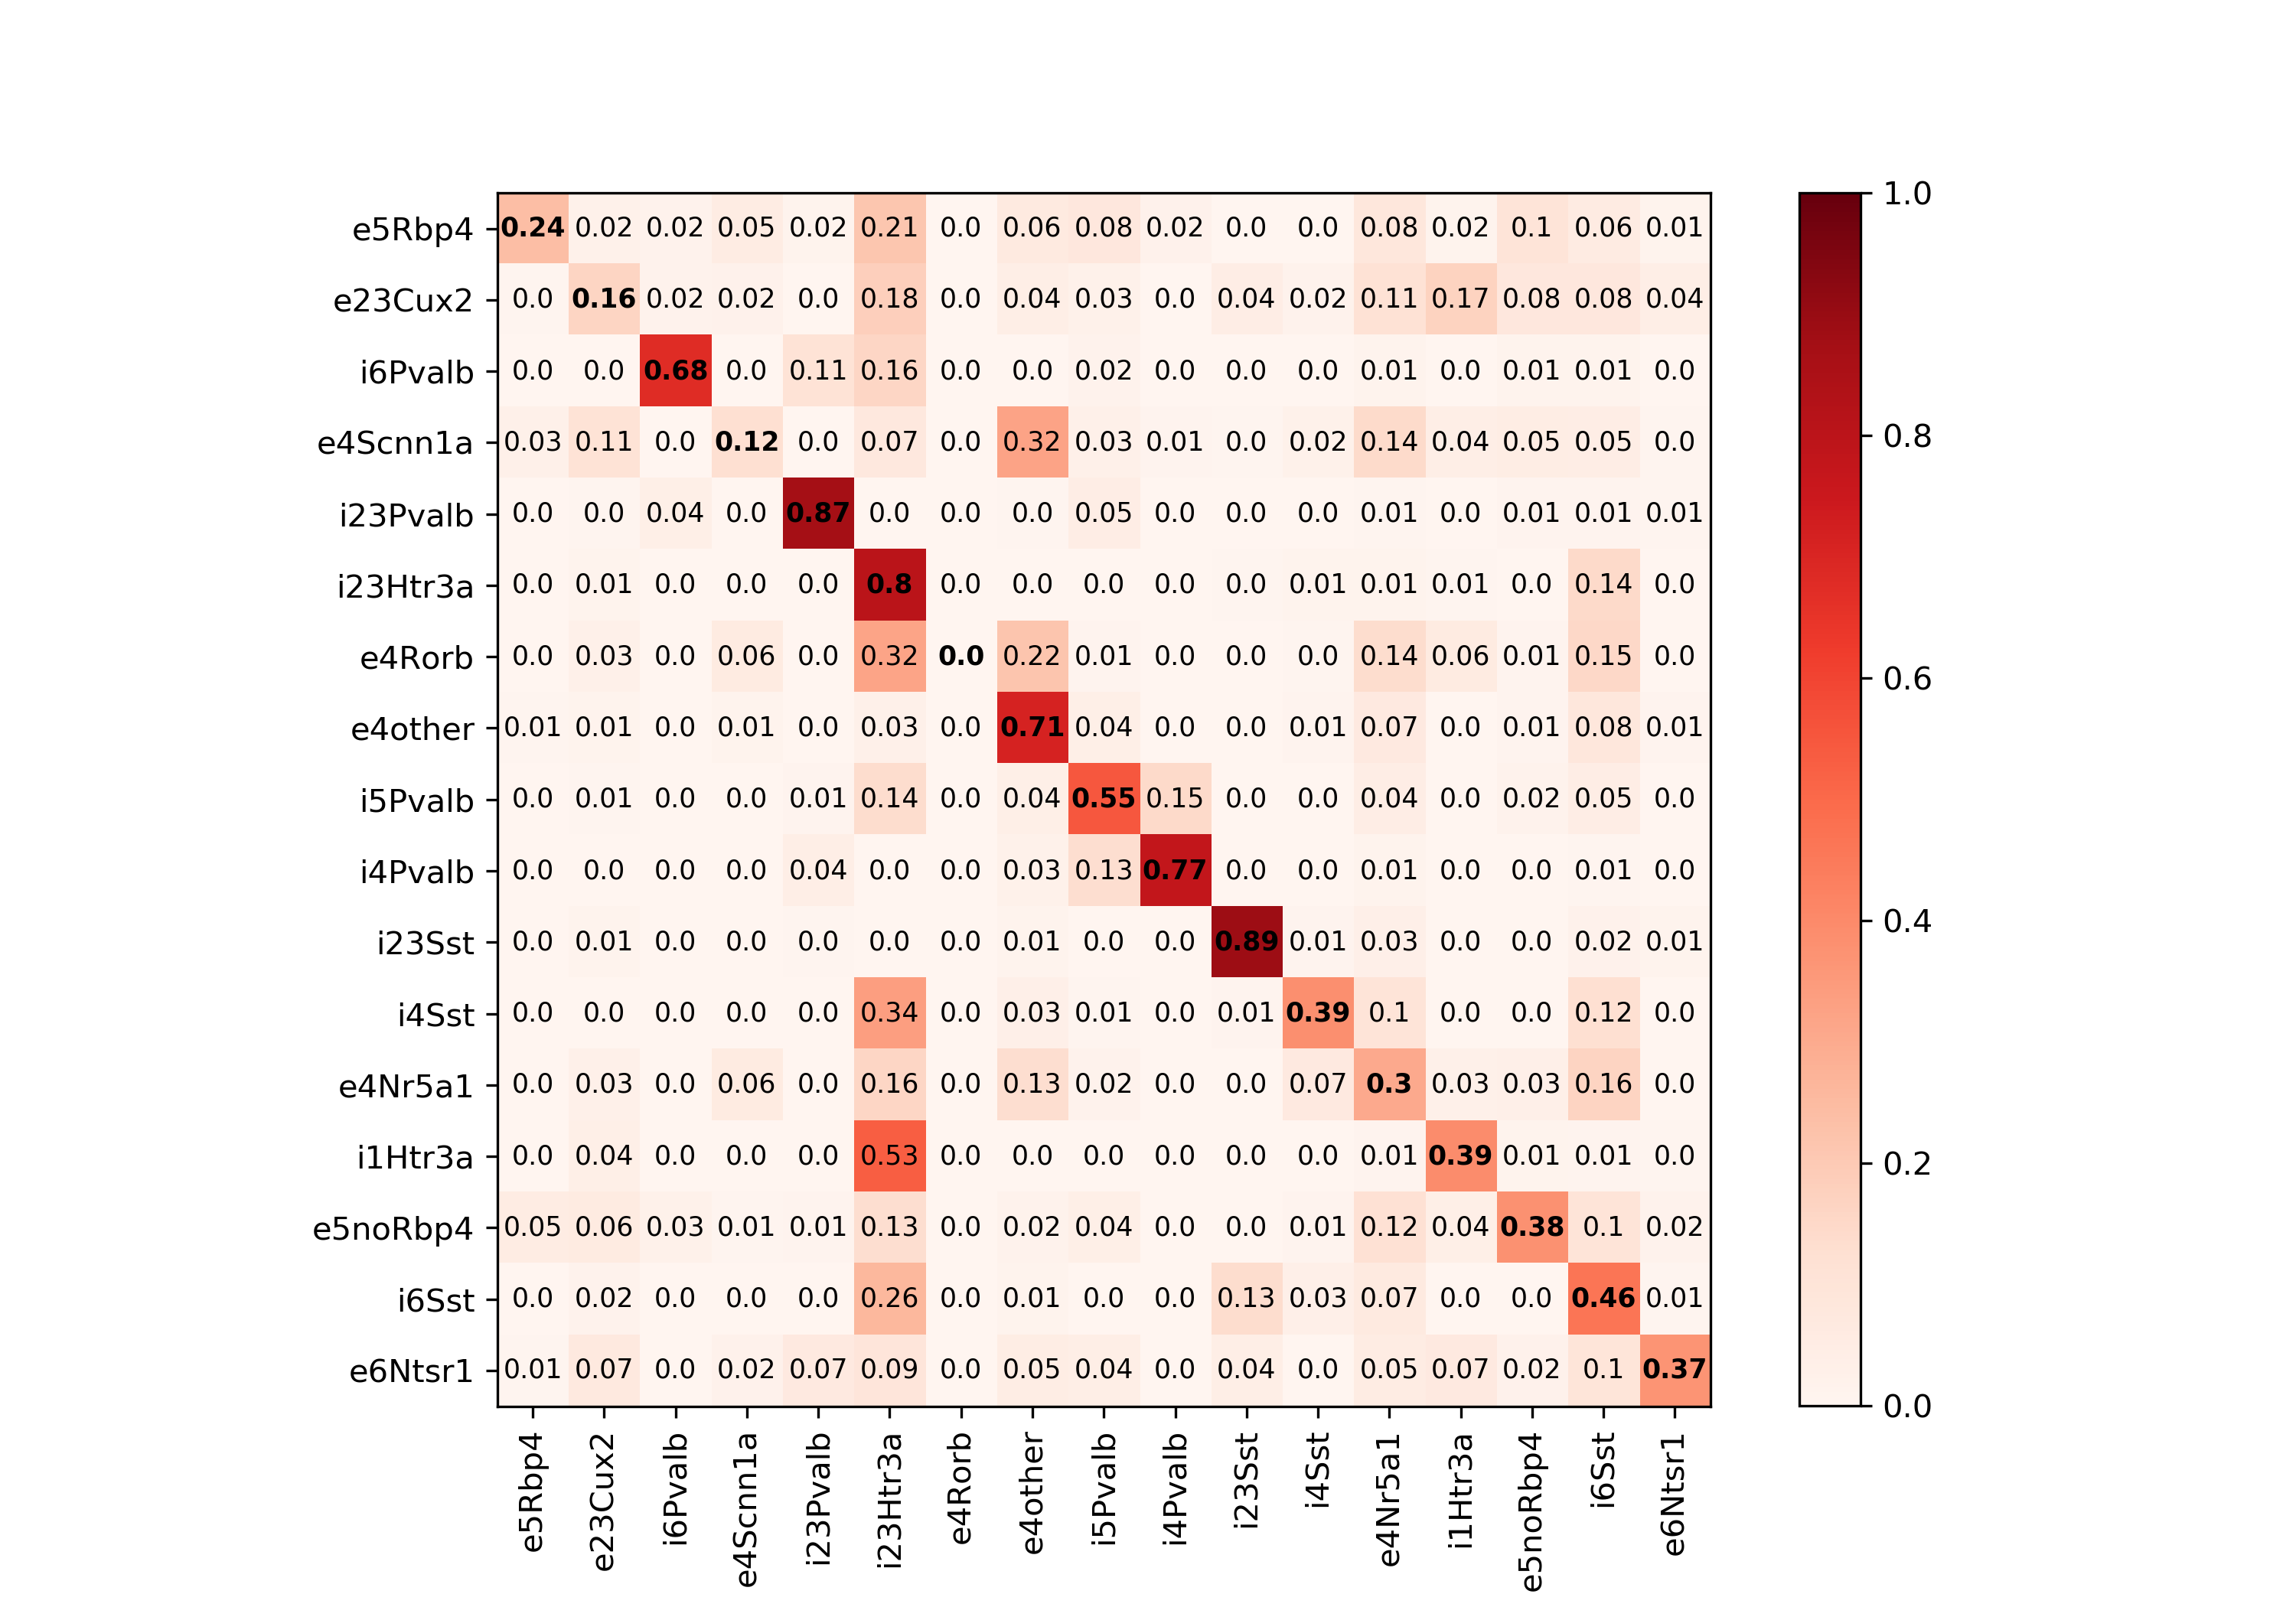 e5Rbp4 0.24 0.02 0.02 0.05 0.02 0.21 0.0 0.06 0.08 0.02 0.0 0.0 0.08 0.02 0.1 0.06 0.01
e23Cux2 0.0 0.16 0.02 0.02 0.0 0.18 0.0 0.04 0.03 0.0 0.04 0.02 0.11 0.17 0.08 0.08 0.04
i6Pvalb 0.0 0.0 0.68 0.0 0.11 0.16 0.0 0.0 0.02 0.0 0.0 0.0 0.01 0.0 0.01 0.01 0.0
e4Scnn1a 0.03 0.11 0.0 0.12 0.0 0.07 0.0 0.32 0.03 0.01 0.0 0.02 0.14 0.04 0.05 0.05 0.0
i23Pvalb 0.0 0.0 0.04 0.0 0.87 0.0 0.0 0.0 0.05 0.0 0.0 0.0 0.01 0.0 0.01 0.01 0.01
i23Htr3a 0.0 0.01 0.0 0.0 0.0 0.8 0.0 0.0 0.0 0.0 0.0 0.01 0.01 0.01 0.0 0.14 0.0
e4Rorb 0.0 0.03 0.0 0.06 0.0 0.32 0.0 0.22 0.01 0.0 0.0 0.0 0.14 0.06 0.01 0.15 0.0
e4other 0.01 0.01 0.0 0.01 0.0 0.03 0.0 0.71 0.04 0.0 0.0 0.01 0.07 0.0 0.01 0.08 0.01
i5Pvalb 0.0 0.01 0.0 0.0 0.01 0.14 0.0 0.04 0.55 0.15 0.0 0.0 0.04 0.0 0.02 0.05 0.0
i4Pvalb 0.0 0.0 0.0 0.0 0.04 0.0 0.0 0.03 0.13 0.77 0.0 0.0 0.01 0.0 0.0 0.01 0.0
i23Sst 0.0 0.01 0.0 0.0 0.0 0.0 0.0 0.01 0.0 0.0 0.89 0.01 0.03 0.0 0.0 0.02 0.01
i4Sst 0.0 0.0 0.0 0.0 0.0 0.34 0.0 0.03 0.01 0.0 0.01 0.39 0.1 0.0 0.0 0.12 0.0
e4Nr5a1 0.0 0.03 0.0 0.06 0.0 0.16 0.0 0.13 0.02 0.0 0.0 0.07 0.3 0.03 0.03 0.16 0.0
i1Htr3a 0.0 0.04 0.0 0.0 0.0 0.53 0.0 0.0 0.0 0.0 0.0 0.0 0.01 0.39 0.01 0.01 0.0
e5noRbp4 0.05 0.06 0.03 0.01 0.01 0.13 0.0 0.02 0.04 0.0 0.0 0.01 0.12 0.04 0.38 0.1 0.02
i6Sst 0.0 0.02 0.0 0.0 0.0 0.26 0.0 0.01 0.0 0.0 0.13 0.03 0.07 0.0 0.0 0.46 0.01
e6Ntsr1 0.01 0.07 0.0 0.02 0.07 0.09 0.0 0.05 0.04 0.0 0.04 0.0 0.05 0.07 0.02 0.1 0.37
e5Rbp4
e23Cux2
i6Pvalb
e4Scnn1a
i23Pvalb
i23Htr3a
e4Rorb
e4other
i5Pvalb
i4Pvalb
i23Sst
i4Sst
e4Nr5a1
i1Htr3a
e5noRbp4
i6Sst
e6Ntsr1
1.0
0.8
0.6
0.4
0.2
0.0